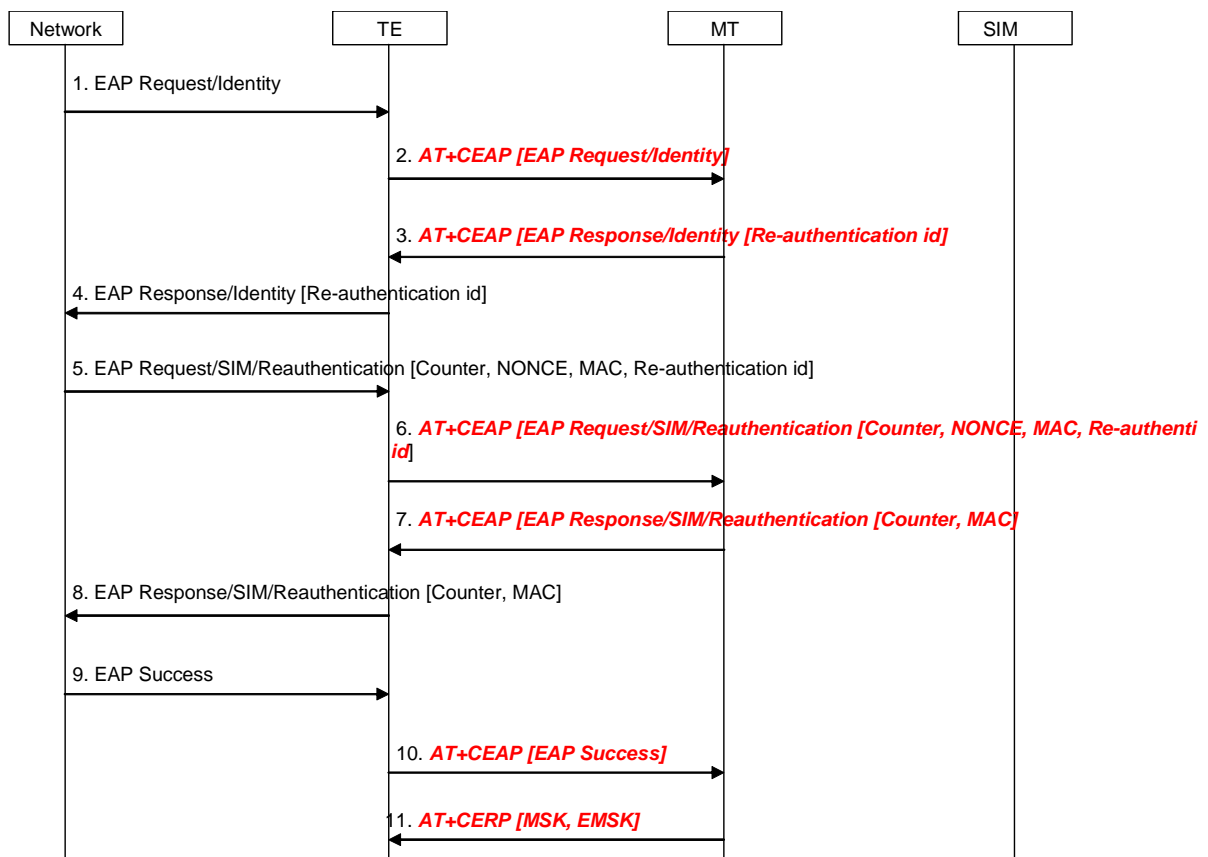 Network TE MT SIM
1. EAP Request/Identity
2. AT+CEAP [EAP Request/Identity]
3. AT+CEAP [EAP Response/Identity [Re-authentication id]
4. EAP Response/Identity [Re-authentication id]
5. EAP Request/SIM/Reauthentication [Counter, NONCE, MAC, Re-authentication id]
6. AT+CEAP [EAP Request/SIM/Reauthentication [Counter, NONCE, MAC, Re-authenti
id]
7. AT+CEAP [EAP Response/SIM/Reauthentication [Counter, MAC]
8. EAP Response/SIM/Reauthentication [Counter, MAC]
9. EAP Success
10. AT+CEAP [EAP Success]
11. AT+CERP [MSK, EMSK]